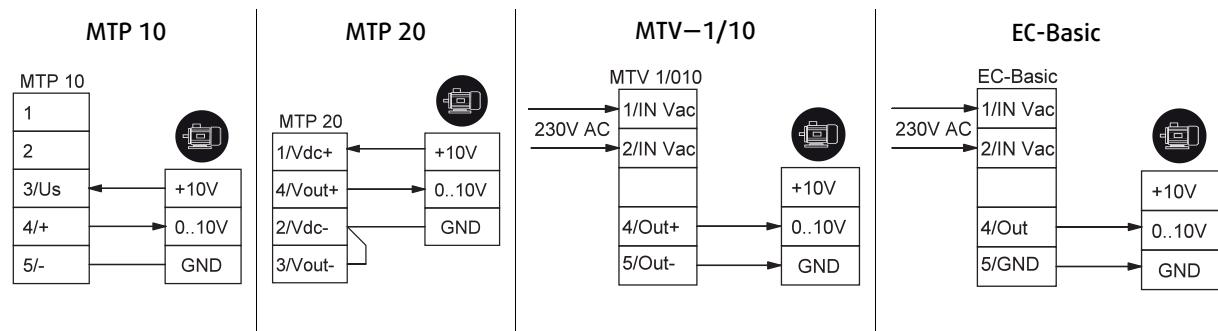 MTP 10
MTP 10
1
2
3/Us
+10V
4/+
0..10V
5/-
GND
MTP 20
MTP 20
1/Vdc+
+10V
4/Vout+
0..10V
2/Vdc-
GND
3/Vout-
MTV–1/10
MTV 1/010
1/IN Vac
230V AC
2/IN Vac
+10V
4/Out+
0..10V
5/Out-
GND
EC-Basic
EC-Basic
1/IN Vac
230V AC
2/IN Vac
+10V
4/Out
0..10V
5/GND
GND